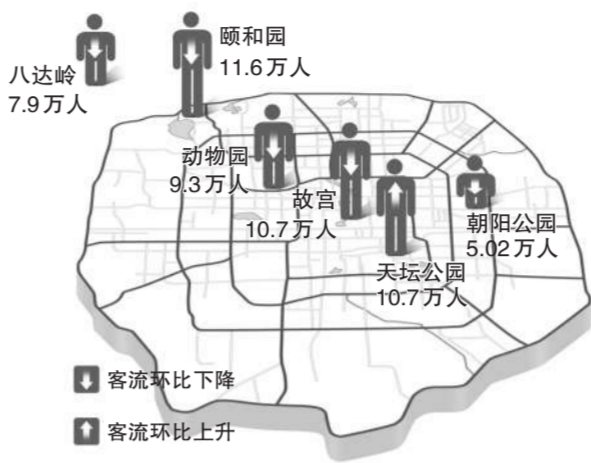 颐和园
11.6万人
八达岭
7.9万人
动物园
9.3万人
故宫
10.7万人
朝阳公园
5.02万人
天坛公园
10.7万人
客流环比下降
客流环比上升